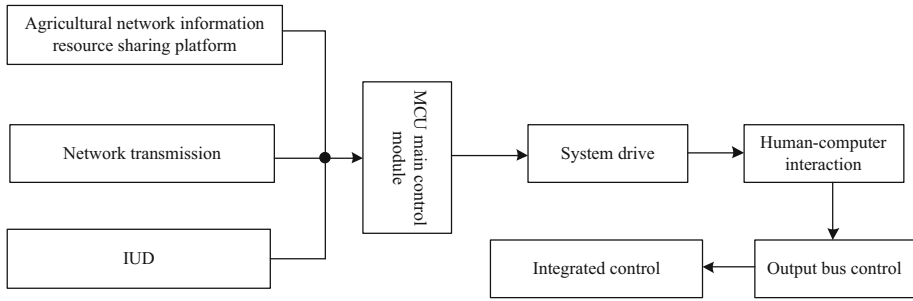 Agricultural network information
resource sharing platform
Network transmission
IUD
MCU main control
module
System drive
Human-computer
interaction
Output bus control
Integrated control